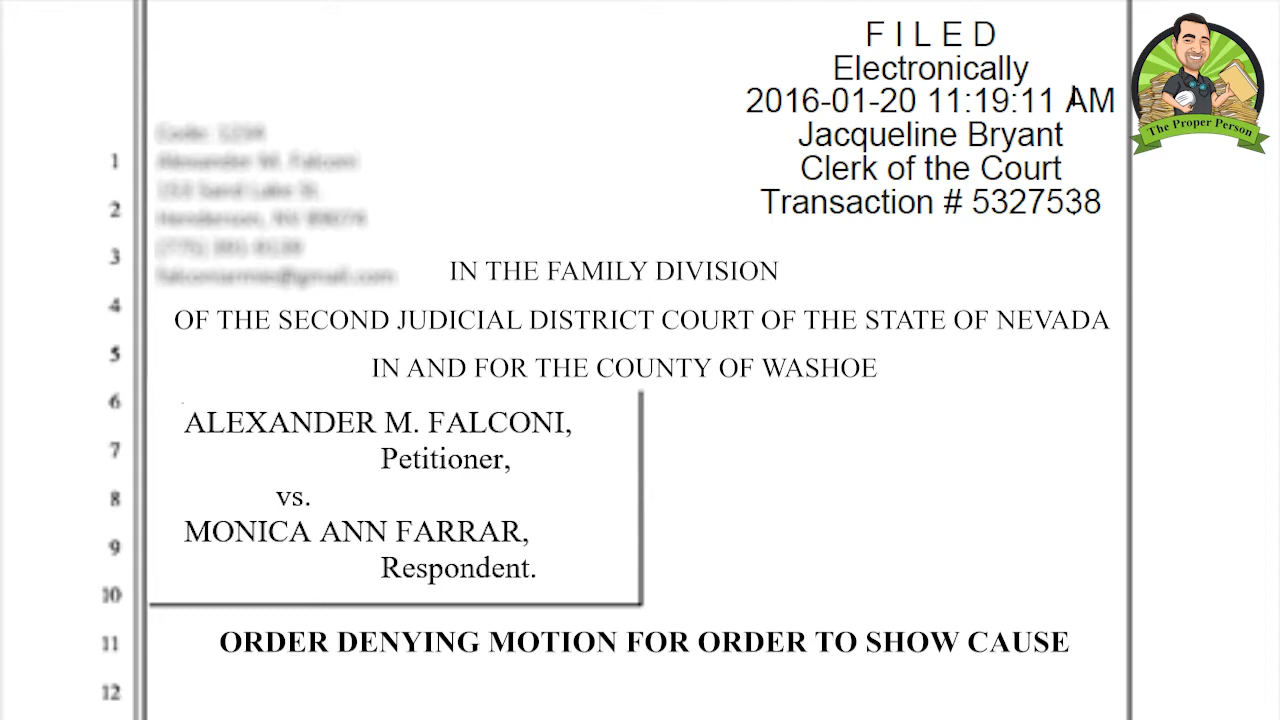 F I L E D
Electronically
2016-01-20 11:19:11 AM
Jacqueline Bryant
Clerk of the Court
Transaction # 5327538
The Proper Person
1
2
3 IN THE FAMILY DIVISION
4 OF THE SECOND JUDICIAL DISTRICT COURT OF THE STATE OF NEVADA
5 IN AND FOR THE COUNTY OF WASHOE
6 ALEXANDER M. FALCONI,
7 Petitioner,
8 vs.
9 MONICA ANN FARRAR,
Respondent.
10
11 ORDER DENYING MOTION FOR ORDER TO SHOW CAUSE
12